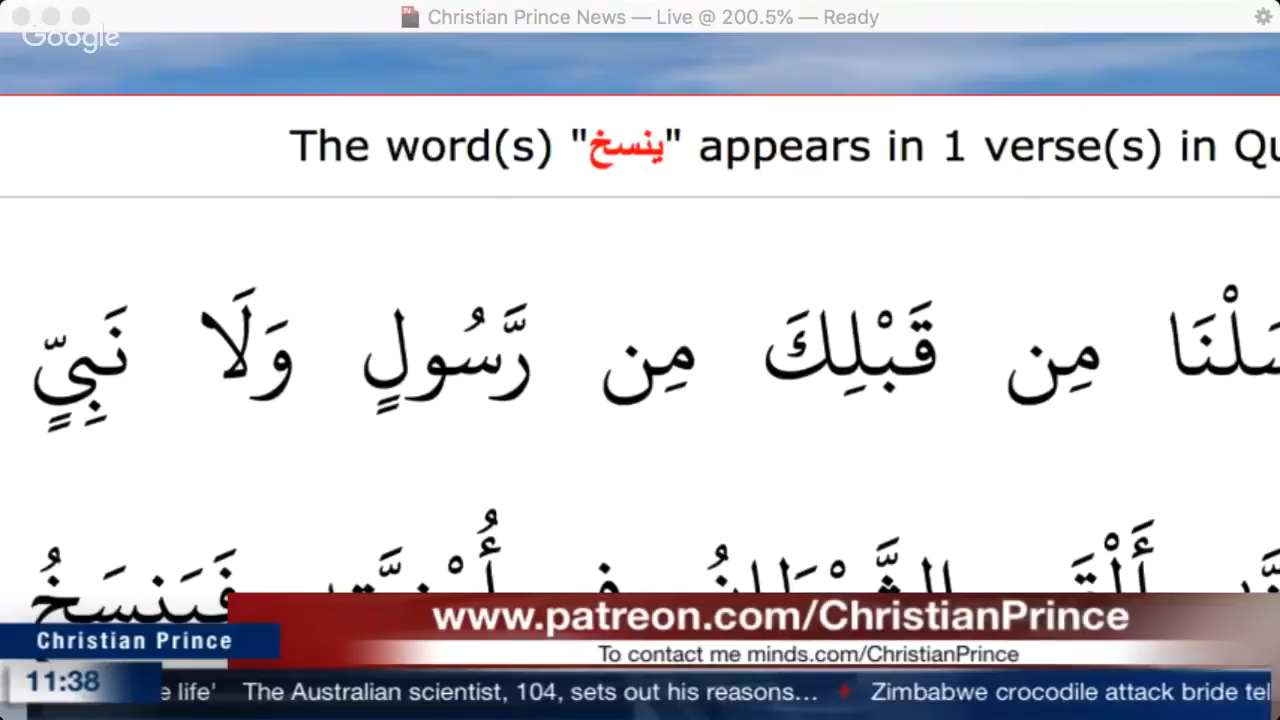 Christian Prince News — Live @ 200.5% — Ready
Google
The word(s) "ينسخ" appears in 1 verse(s) in Qu
مِن قَبْلِكَ مِن رَّسُولٍ وَلَا نَبِيٍّ
أَلْقَى الشَّيْطَانُ فِي أُمْنِيَّتِهِ فَيَنسَخُ
www.patreon.com/ChristianPrince
To contact me minds.com/ChristianPrince
Christian Prince
11:38
e life' The Australian scientist, 104, sets out his reasons... Zimbabwe crocodile attack bride tel